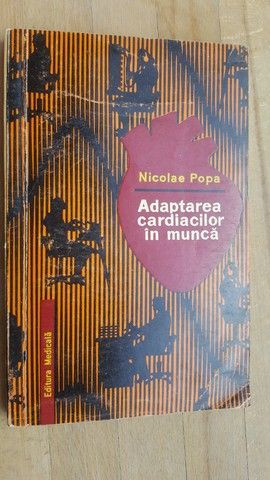 Nicolae Popa
Adaptarea
cardiacilor
în muncă
Editura Medicală